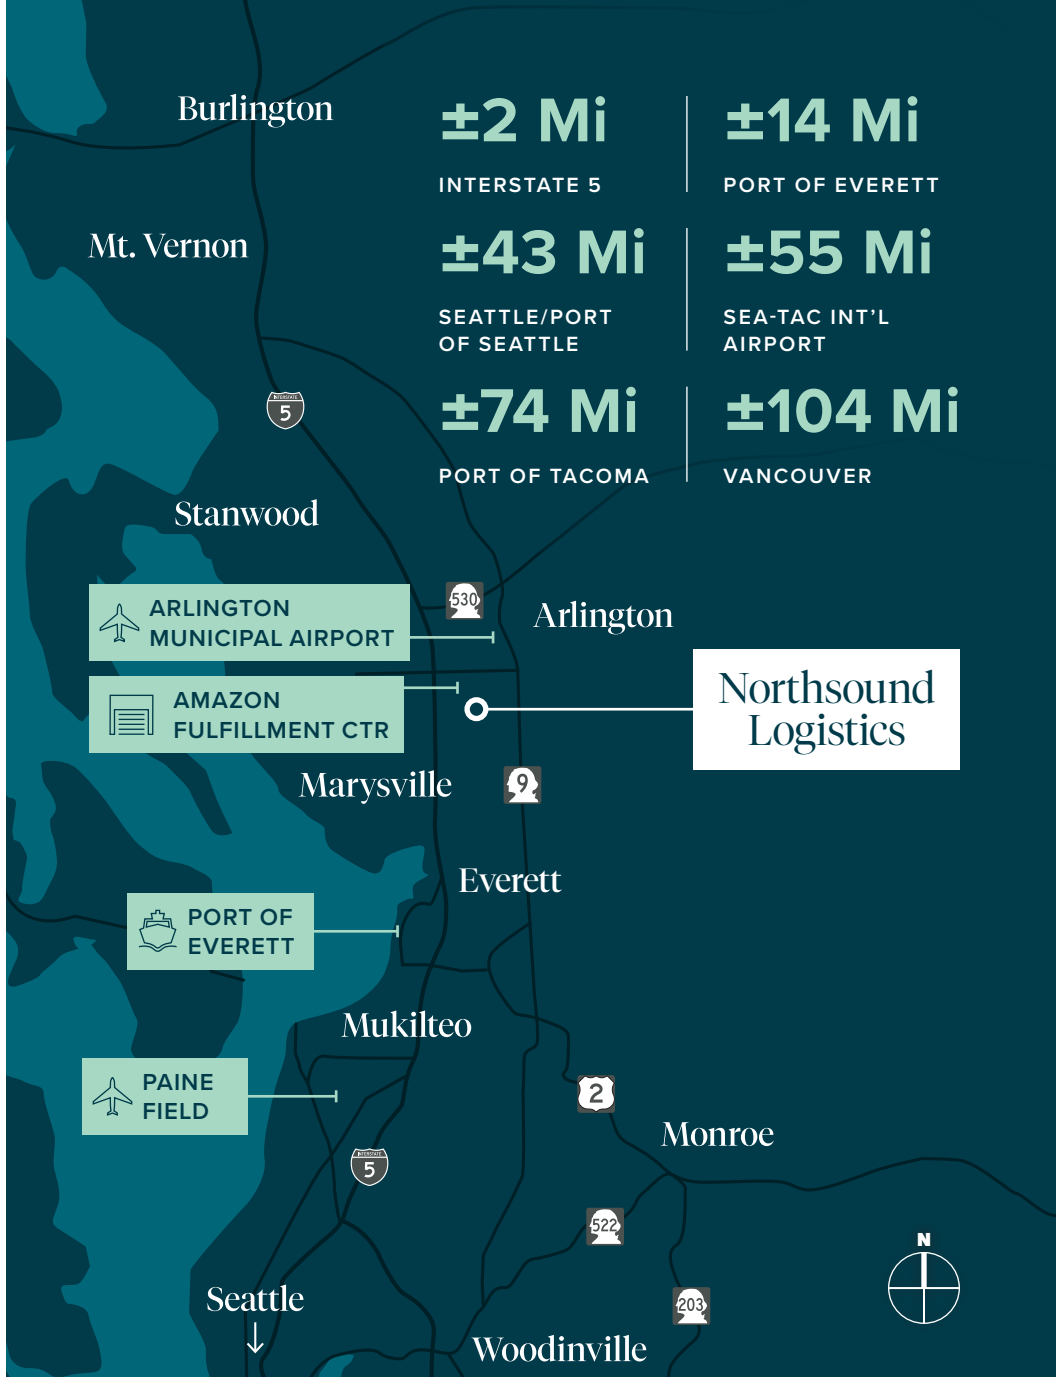 Burlington
±2 Mi
INTERSTATE 5
±14 Mi
PORT OF EVERETT
Mt. Vernon
±43 Mi
SEATTLE/PORT
OF SEATTLE
±55 Mi
SEA-TAC INT’L
AIRPORT
±74 Mi
PORT OF TACOMA
±104 Mi
VANCOUVER
INTERSTATE
5
Stanwood
530
ARLINGTON
MUNICIPAL AIRPORT
Arlington
AMAZON
FULFILLMENT CTR
Northsound
Logistics
Marysville
9
Everett
PORT OF
EVERETT
Mukilteo
PAINE
FIELD
2
Monroe
INTERSTATE
5
522
N
Seattle
203
Woodinville